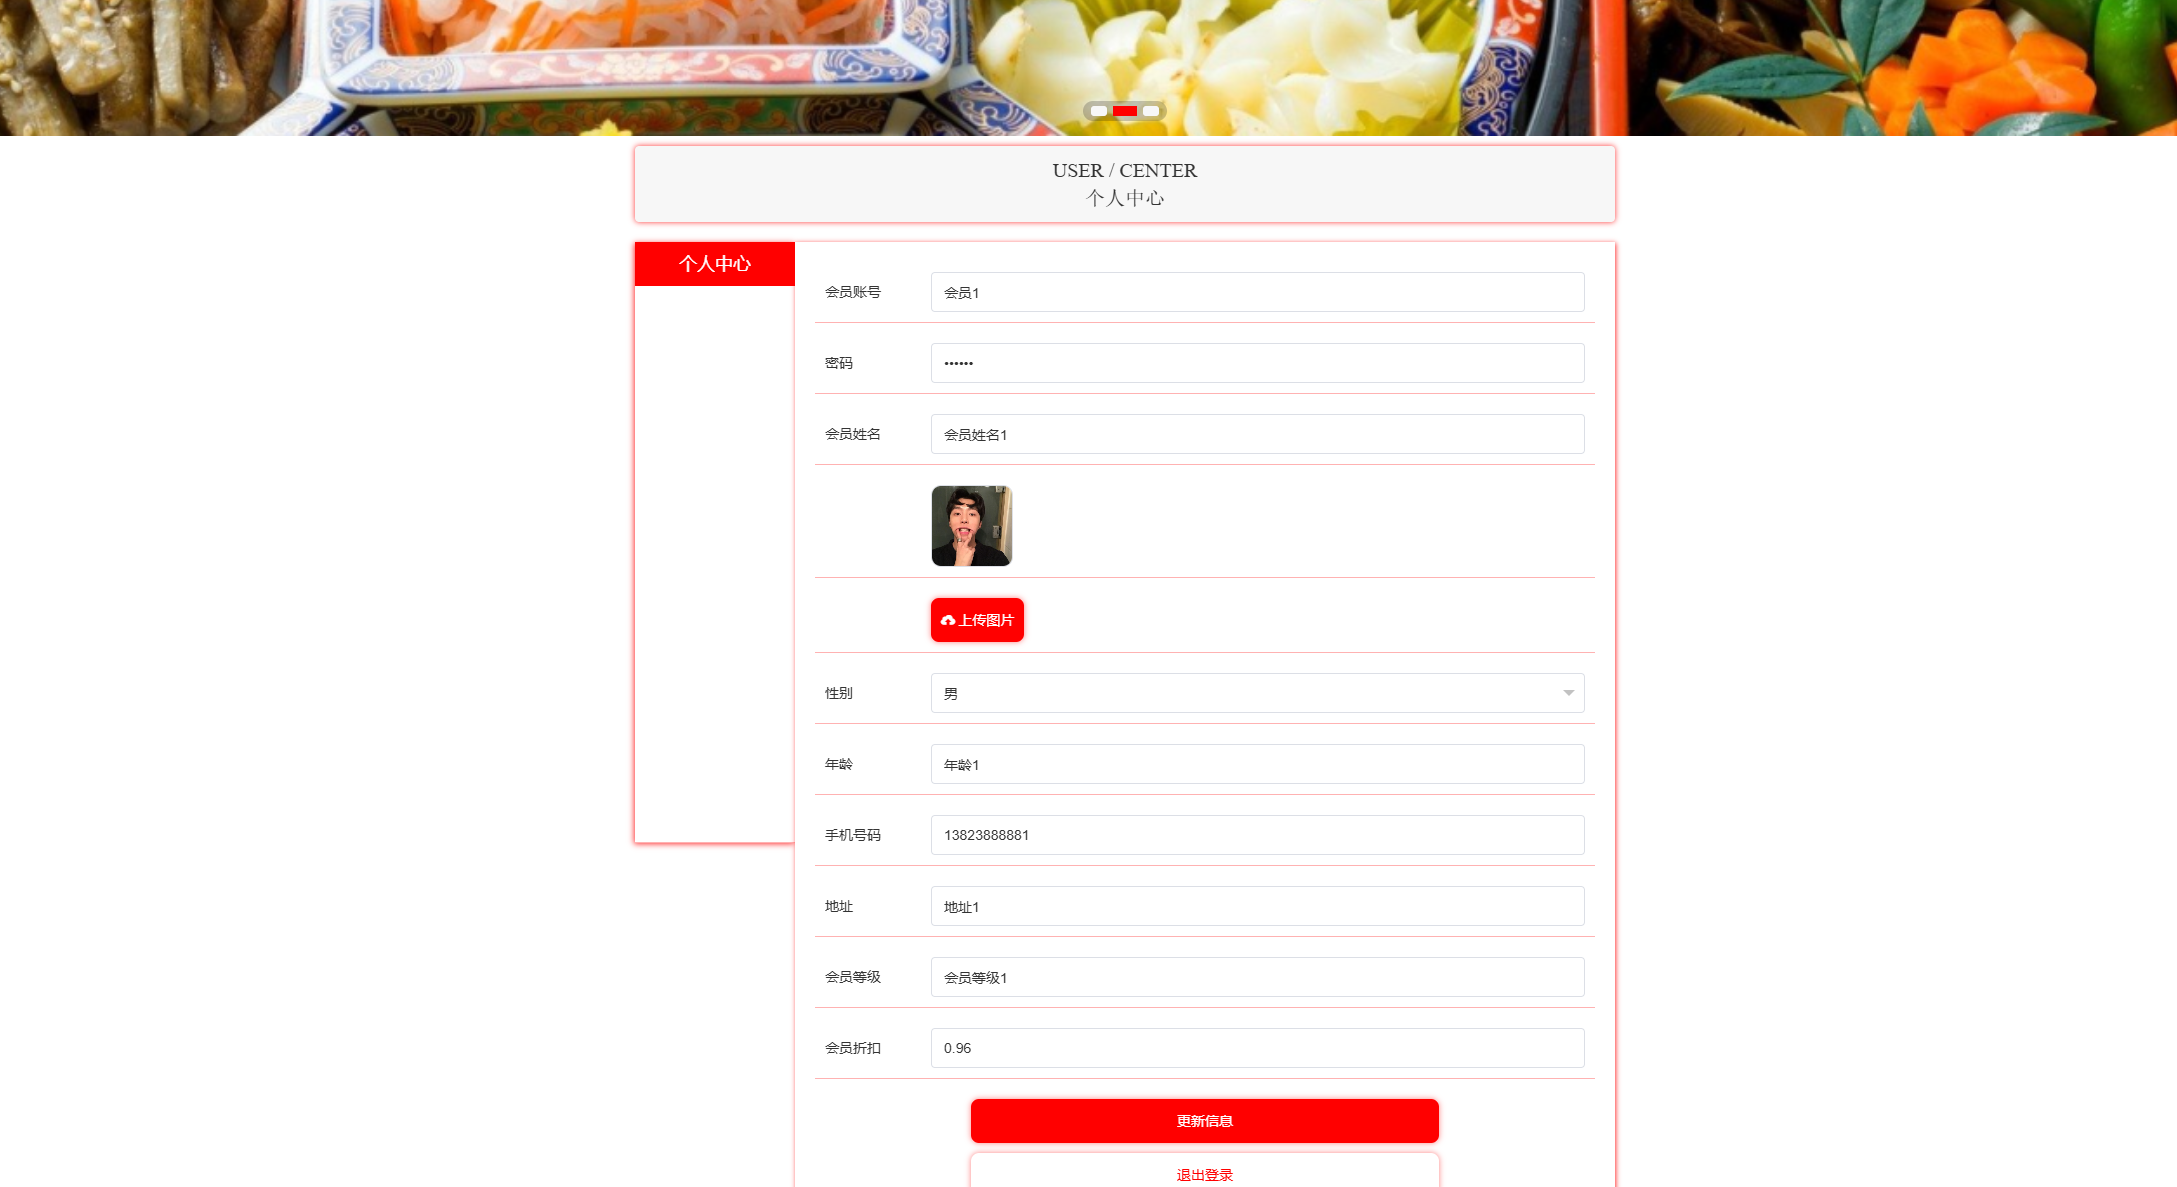 USER / CENTER
个人中心
个人中心
会员账号
会员1
密码
••••••
会员姓名
会员姓名1
上传图片
性别
男
年龄
年龄1
手机号码
13823888881
地址
地址1
会员等级
会员等级1
会员折扣
0.96
更新信息
退出登录